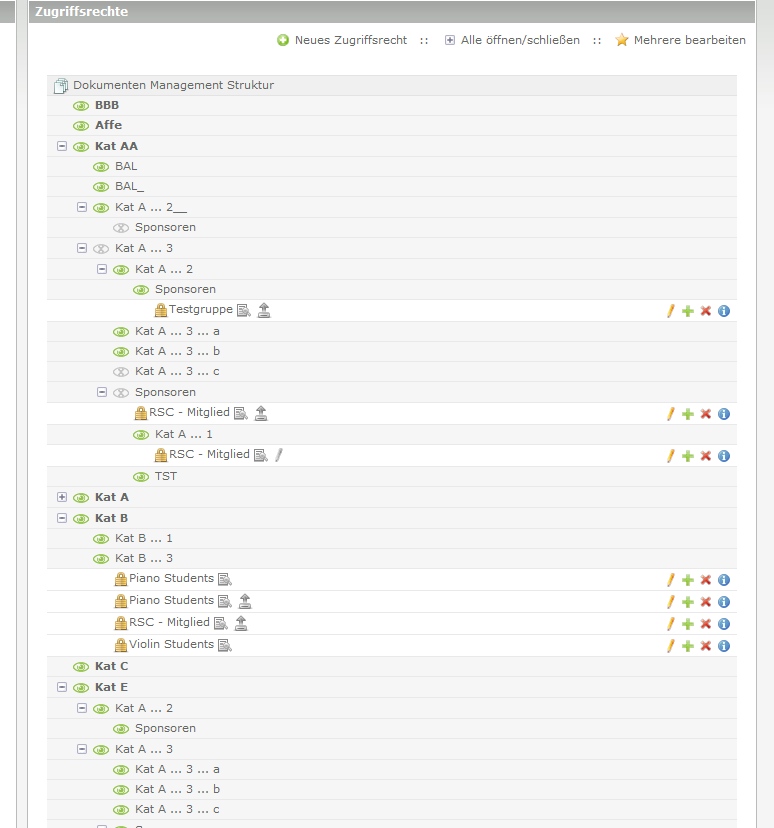 Zugriffsrechte
Neues Zugriffsrecht :: Alle öffnen/schließen :: Mehrere bearbeiten
Dokumenten Management Struktur
BBB
Affe
Kat AA
BAL
BAL_
Kat A ... 2__
Sponsoren
Kat A ... 3
Kat A ... 2
Sponsoren
Testgruppe
Kat A ... 3 ... a
Kat A ... 3 ... b
Kat A ... 3 ... c
Sponsoren
RSC - Mitglied
Kat A ... 1
RSC - Mitglied
TST
Kat A
Kat B
Kat B ... 1
Kat B ... 3
Piano Students
Piano Students
RSC - Mitglied
Violin Students
Kat C
Kat E
Kat A ... 2
Sponsoren
Kat A ... 3
Kat A ... 3 ... a
Kat A ... 3 ... b
Kat A ... 3 ... c